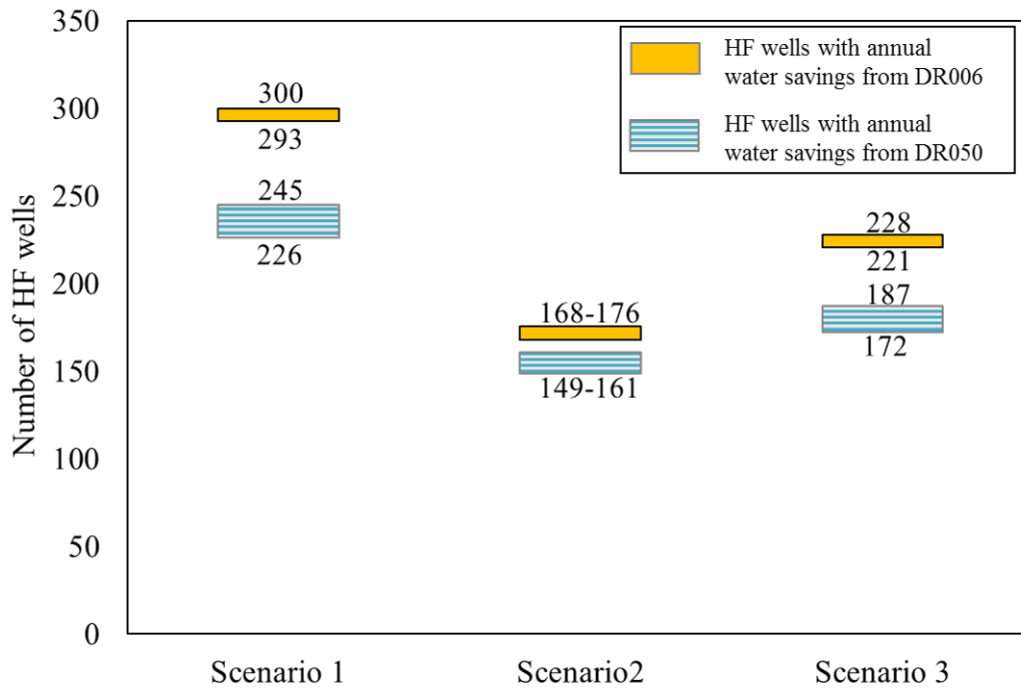 350
300
250
200
150
100
50
0
Number of HF wells
HF wells with annual
water savings from DR006
HF wells with annual
water savings from DR050
300
293
245
226
168-176
149-161
228
221
187
172
Scenario 1
Scenario2
Scenario 3